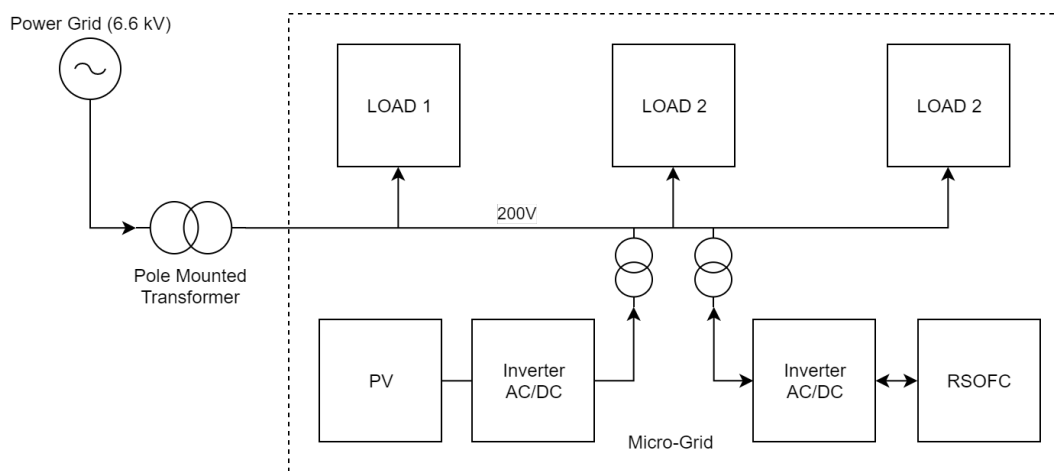 Power Grid (6.6 kV)
LOAD 1
LOAD 2
LOAD 2
200V
Pole Mounted
Transformer
PV
Inverter
AC/DC
Inverter
AC/DC
RSOFC
Micro-Grid